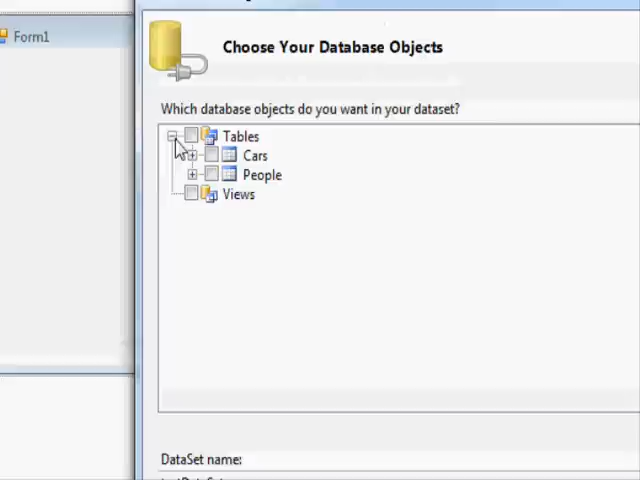 Form1
Choose Your Database Objects
Which database objects do you want in your dataset?
Tables
Cars
People
Views
DataSet name: